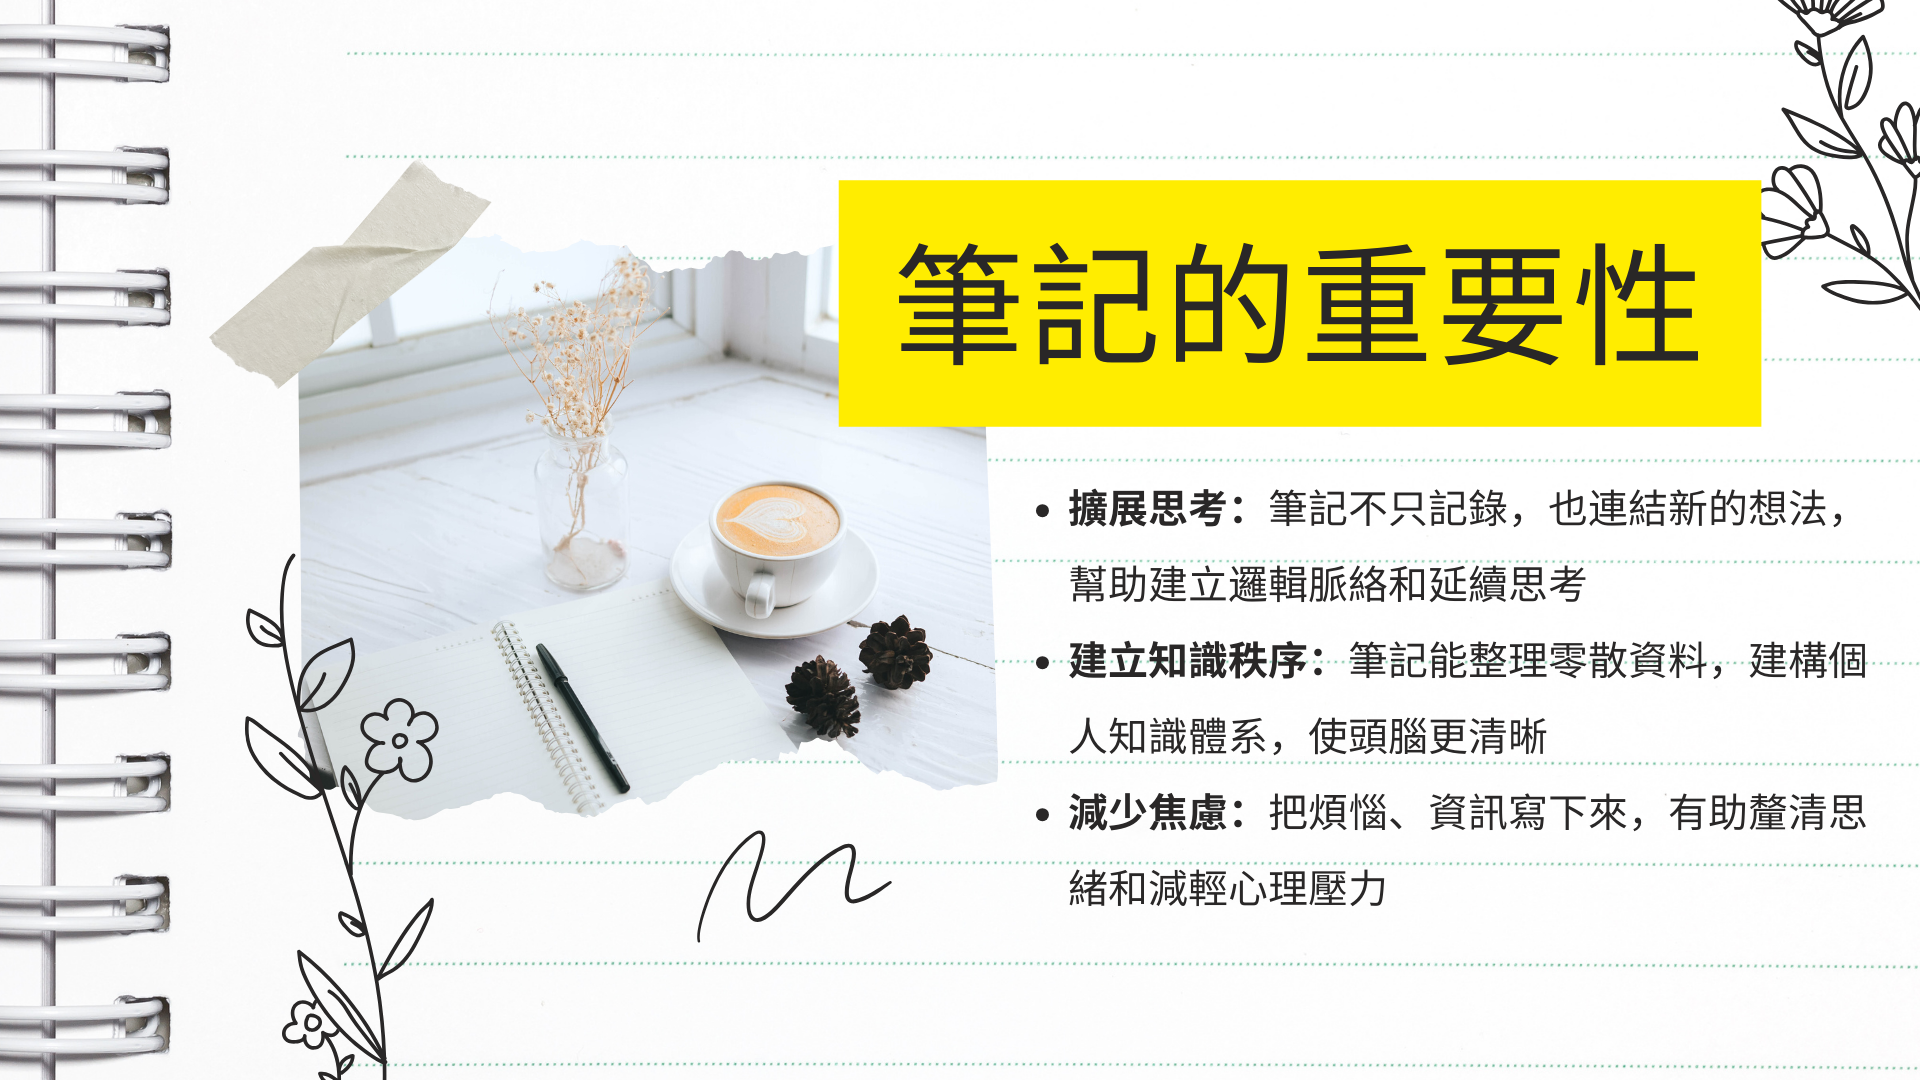 筆記的重要性
• 擴展思考：筆記不只記錄，也連結新的想法，
幫助建立邏輯脈絡和延續思考
• 建立知識秩序：筆記能整理零散資料，建構個
人知識體系，使頭腦更清晰
• 減少焦慮：把煩惱、資訊寫下來，有助釐清思
緒和減輕心理壓力